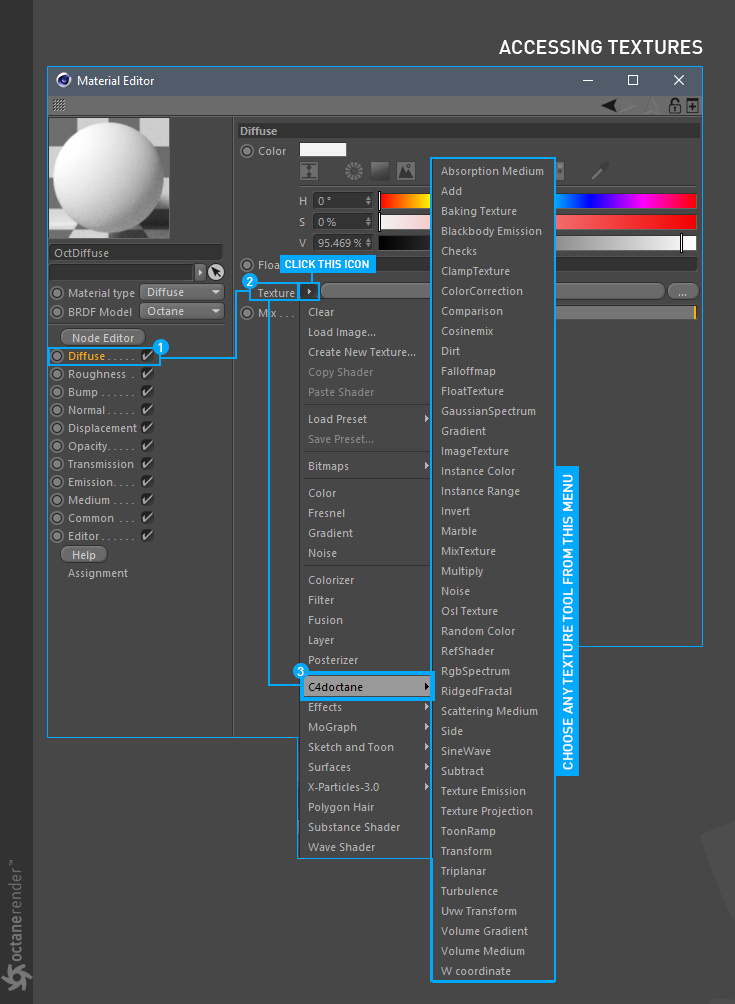 ACCESSING TEXTURES
Material Editor
OctDiffuse
Material type Diffuse
BRDF Model Octane
Node Editor
1
Diffuse . . . . .
Roughness .
Bump . . . . . .
Normal . . . . .
Displacement
Opacity. . . . .
Transmission
Emission. . . .
Medium . . . .
Common . . .
Editor . . . . . .
Help
Assignment
Diffuse
Color
H 0 °
S 0 %
V 95.469 %
CLICK THIS ICON
2
Texture
...
Clear
Load Image...
Create New Texture...
Copy Shader
Paste Shader
Load Preset
Save Preset...
Bitmaps
Color
Fresnel
Gradient
Noise
Colorizer
Filter
Fusion
Layer
Posterizer
3
C4doctane
Effects
MoGraph
Sketch and Toon
Surfaces
X-Particles-3.0
Polygon Hair
Substance Shader
Wave Shader
Absorption Medium
Add
Baking Texture
Blackbody Emission
Checks
ClampTexture
ColorCorrection
Comparison
Cosinemix
Dirt
Falloffmap
FloatTexture
GaussianSpectrum
Gradient
ImageTexture
Instance Color
Instance Range
Invert
Marble
MixTexture
Multiply
Noise
Osl Texture
Random Color
RefShader
RgbSpectrum
RidgedFractal
Scattering Medium
Side
SineWave
Subtract
Texture Emission
Texture Projection
ToonRamp
Transform
Triplanar
Turbulence
Uvw Transform
Volume Gradient
Volume Medium
W coordinate
CHOOSE ANY TEXTURE TOOL FROM THIS MENU
octanerender™